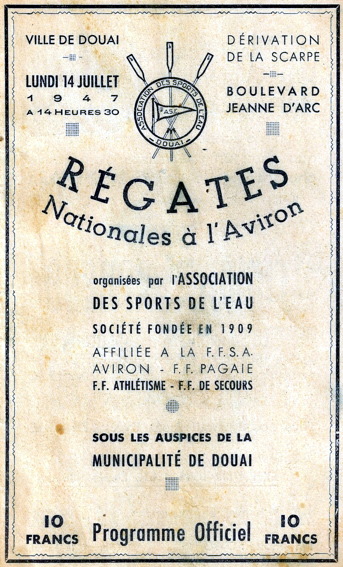 VILLE DE DOUAI
LUNDI 14 JUILLET
1947
A 14 HEURES 30
ASSOCIATION DES SPORTS DE L'EAU
DOUAI
DÉRIVATION
DE LA SCARPE
BOULEVARD
JEANNE D'ARC
RÉGATES
Nationales à l'Aviron
organisées par l'ASSOCIATION
DES SPORTS DE L'EAU
SOCIÉTÉ FONDÉE EN 1909
AFFILIÉE A LA F.F.S.A.
AVIRON - F.F. PAGAIE
F.F. ATHLÉTISME - F.F. DE SECOURS
SOUS LES AUSPICES DE LA
MUNICIPALITÉ DE DOUAI
10
FRANCS
Programme Officiel
10
FRANCS